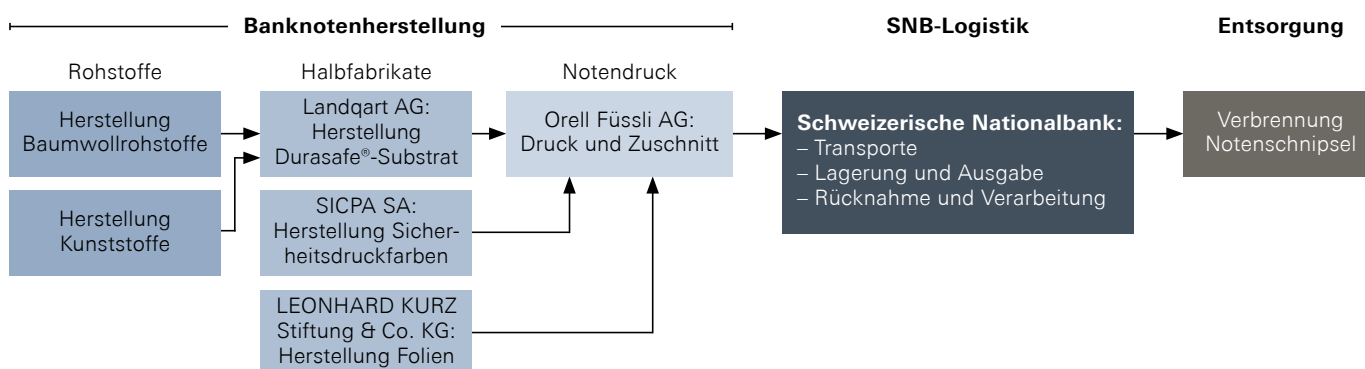 Banknotenherstellung
SNB-Logistik
Entsorgung
Rohstoffe
Halbfabrikate
Notendruck
Herstellung
Baumwollrohstoffe
Herstellung
Kunststoffe
Landqart AG:
Herstellung
Durasafe®-Substrat
SICPA SA:
Herstellung Sicher-
heitsdruckfarben
LEONHARD KURZ
Stiftung & Co. KG:
Herstellung Folien
Orell Füssli AG:
Druck und Zuschnitt
Schweizerische Nationalbank:
– Transporte
– Lagerung und Ausgabe
– Rücknahme und Verarbeitung
Verbrennung
Notenschnipsel